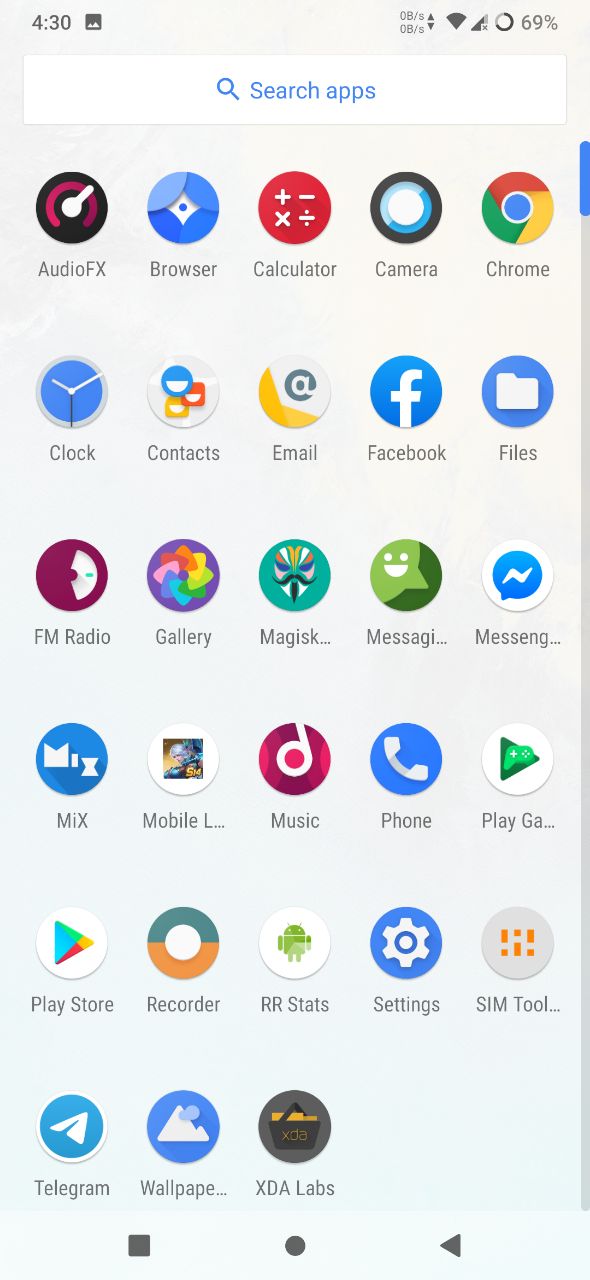 4:30
0B/s
0B/s
69%
Search apps
AudioFX
Browser
Calculator
Camera
Chrome
Clock
Contacts
Email
Facebook
Files
FM Radio
Gallery
Magisk...
Messagi...
Messeng...
MiX
Mobile L...
Music
Phone
Play Ga...
Play Store
Recorder
RR Stats
Settings
SIM Tool...
Telegram
Wallpape...
xda
XDA Labs